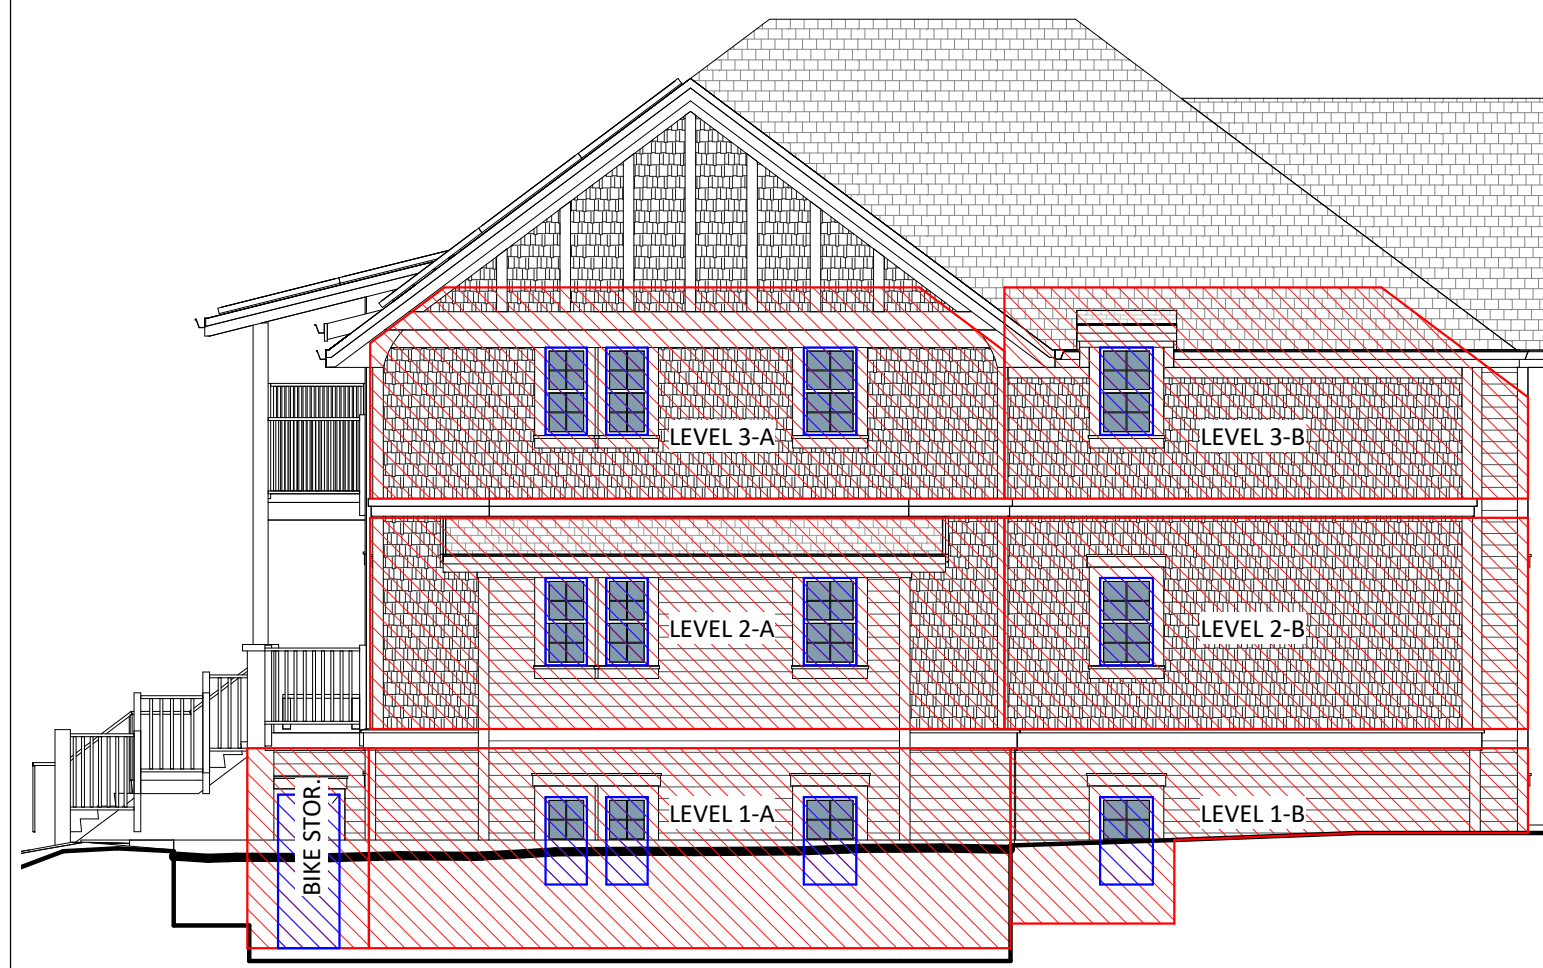 LEVEL 3-A
LEVEL 3-B
LEVEL 2-A
LEVEL 2-B
BIKE STOR.
LEVEL 1-A
LEVEL 1-B